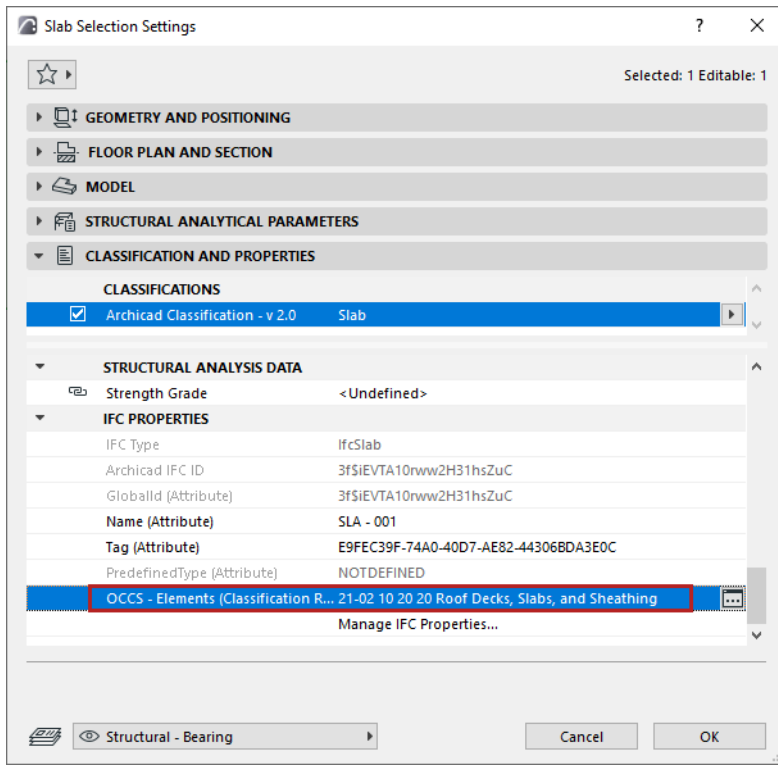 Slab Selection Settings ? ×
Selected: 1 Editable: 1
GEOMETRY AND POSITIONING
FLOOR PLAN AND SECTION
MODEL
STRUCTURAL ANALYTICAL PARAMETERS
CLASSIFICATION AND PROPERTIES
CLASSIFICATIONS
Archicad Classification - v 2.0 Slab
STRUCTURAL ANALYSIS DATA
Strength Grade <Undefined>
IFC PROPERTIES
IFC Type IfcSlab
Archicad IFC ID 3f$iEVTA10rww2H31hsZuC
GlobalId (Attribute) 3f$iEVTA10rww2H31hsZuC
Name (Attribute) SLA - 001
Tag (Attribute) E9FEC39F-74A0-40D7-AE82-44306BDA3E0C
PredefinedType (Attribute) NOTDEFINED
OCCS - Elements (Classification R... 21-02 10 20 20 Roof Decks, Slabs, and Sheathing
Manage IFC Properties...
Structural - Bearing Cancel OK